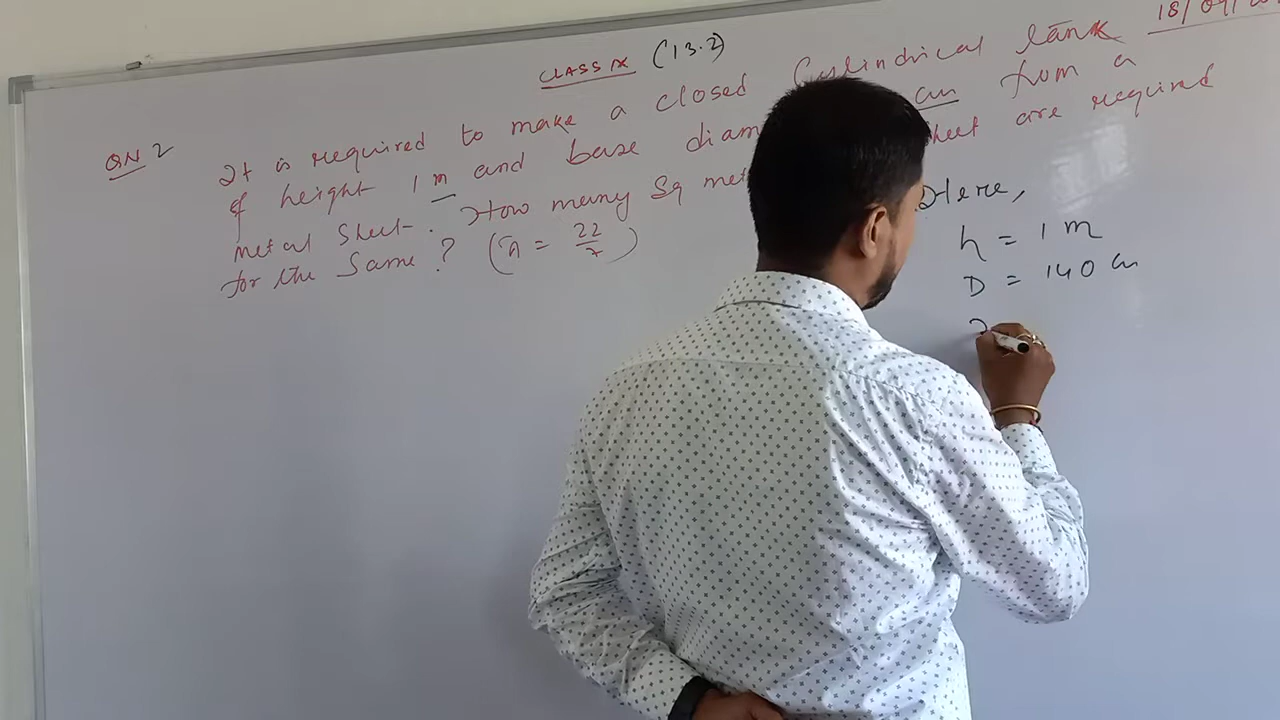 CLASS IX (13.2)
18/04/
QN 2 It is required to make a closed Cylindrical tank
of height 1 m and base diam cm from a
metal Sheet. How many Sq met sheet are required
for the Same? (π = 22/7)
Here,
h = 1 m
D = 140 cm